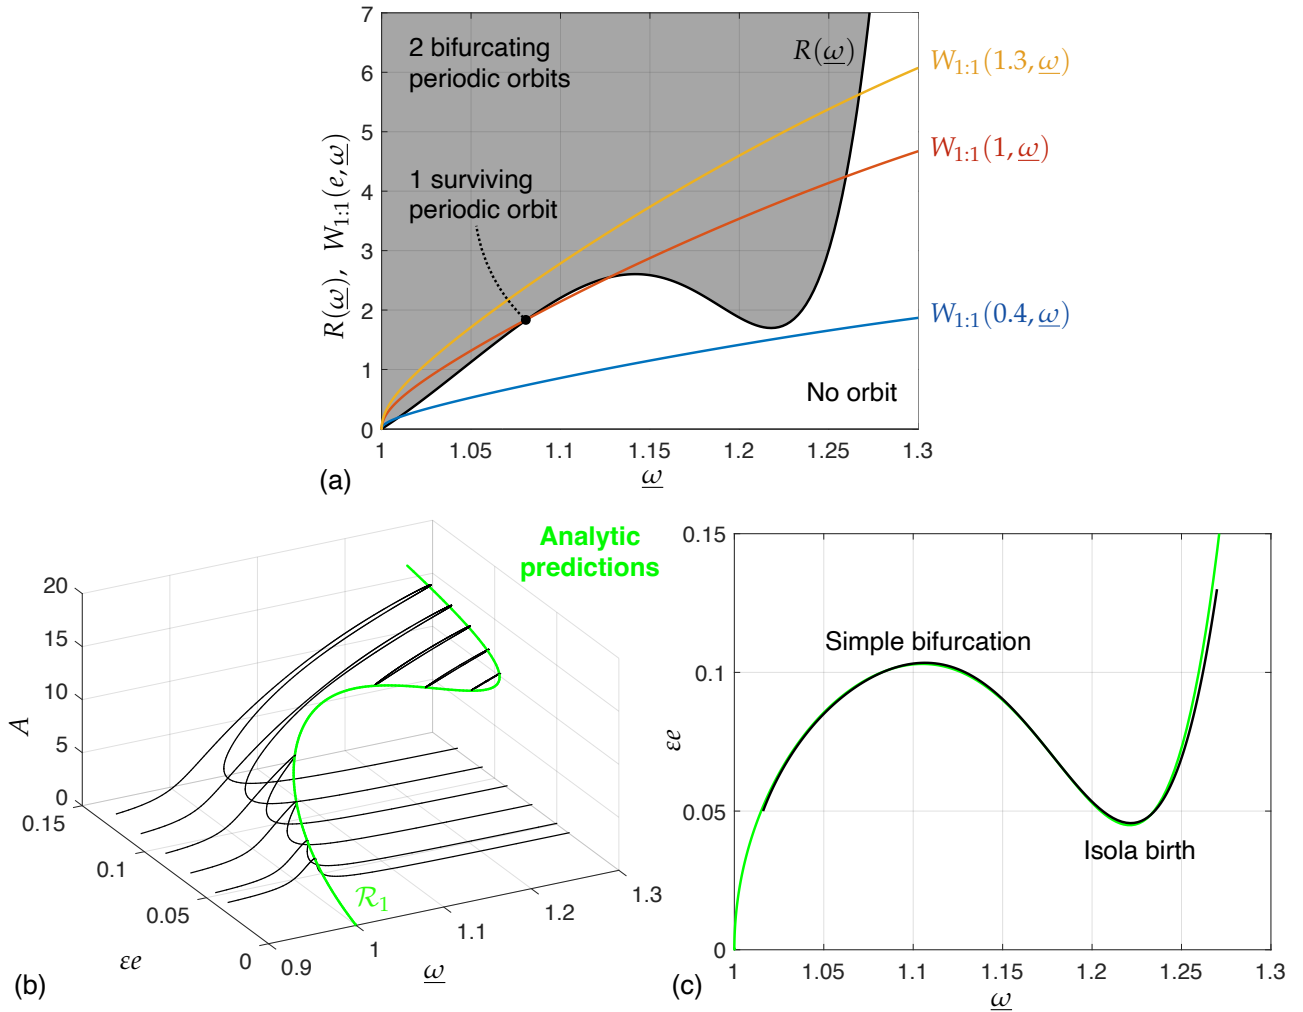 7
6
5
4
3
2
1
0
R(ω), W1:1(e,ω)
2 bifurcating
periodic orbits
R(ω)
W1:1(1.3,ω)
W1:1(1,ω)
1 surviving
periodic orbit
W1:1(0.4,ω)
No orbit
1 1.05 1.1 1.15 1.2 1.25 1.3
ω
(a)
Analytic
predictions
20
15
10
5
0
A
0.15
0.1
0.05
0
εe
0.9
1
1.1
1.2
1.3
ω
R1
(b)
0.15
0.1
0.05
0
εe
Simple bifurcation
Isola birth
1 1.05 1.1 1.15 1.2 1.25 1.3
ω
(c)